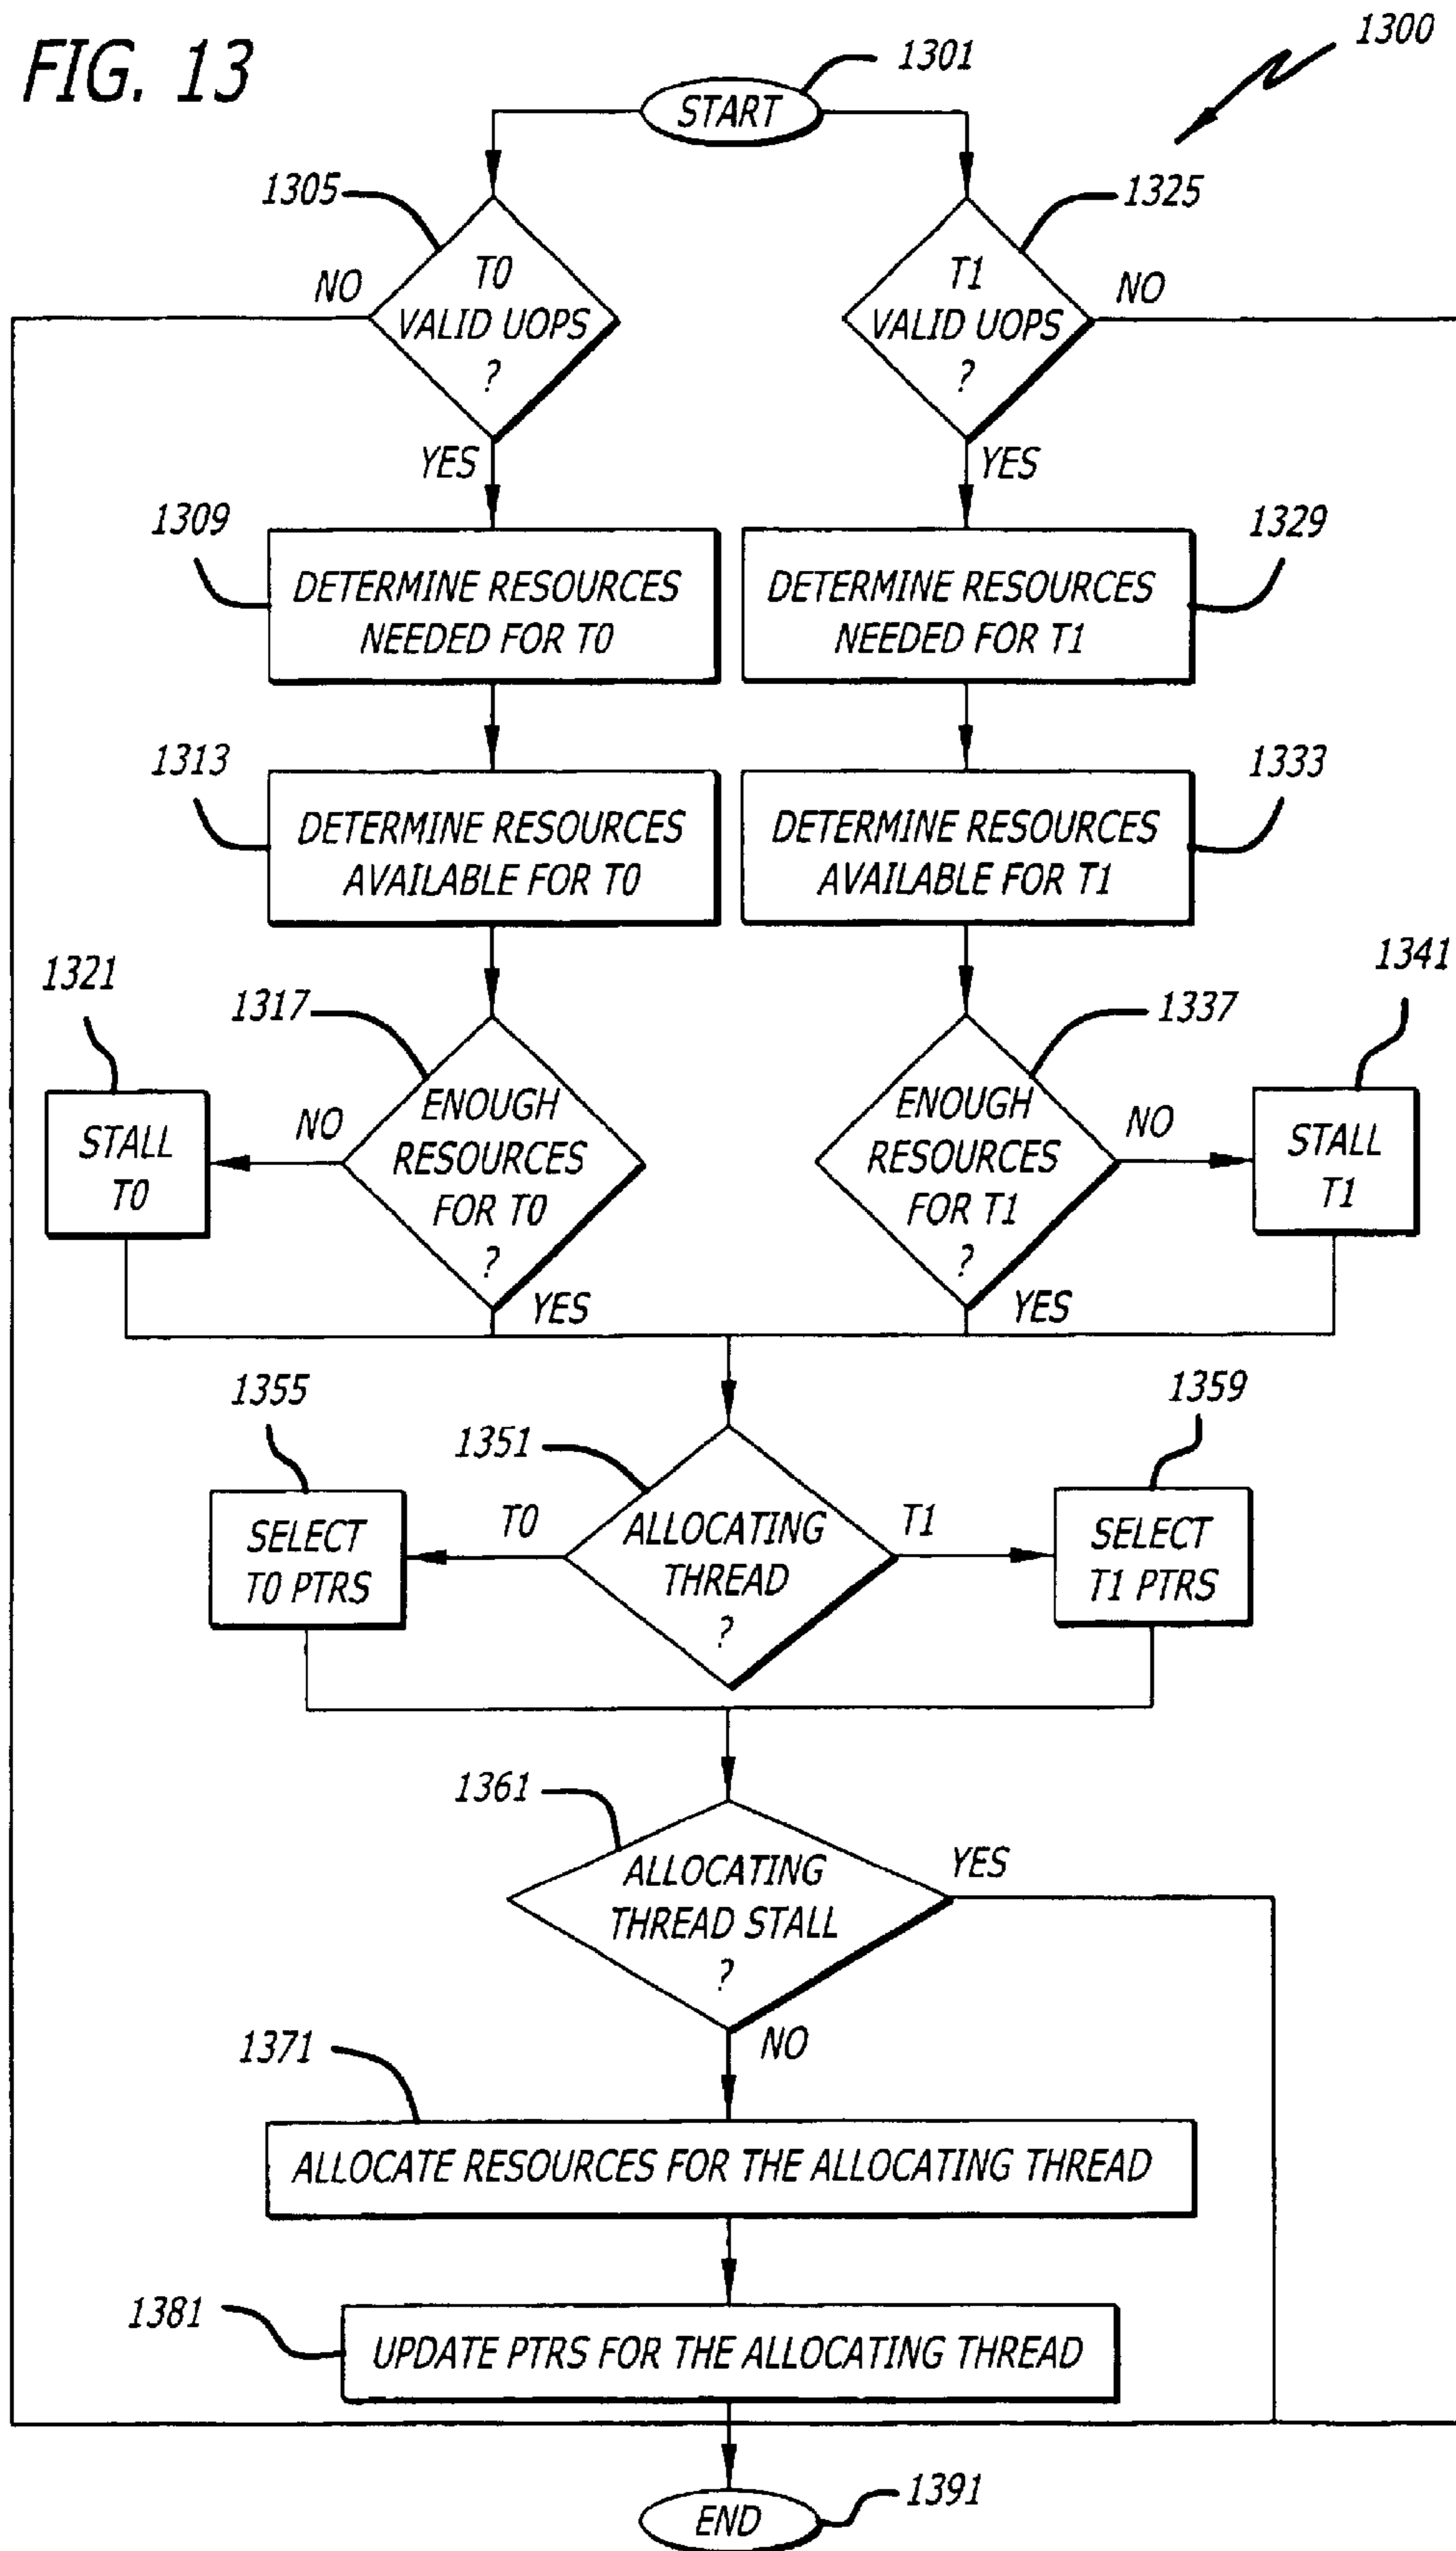 FIG. 13
1300
1301
START
1305
1325
T0
VALID UOPS
?
T1
VALID UOPS
?
NO
NO
YES
YES
1309
1329
DETERMINE RESOURCES
NEEDED FOR T0
DETERMINE RESOURCES
NEEDED FOR T1
1313
1333
DETERMINE RESOURCES
AVAILABLE FOR T0
DETERMINE RESOURCES
AVAILABLE FOR T1
1321
1317
1337
1341
STALL
T0
NO
ENOUGH
RESOURCES
FOR T0
?
ENOUGH
RESOURCES
FOR T1
?
NO
STALL
T1
YES
YES
1355
1351
1359
SELECT
T0 PTRS
T0
ALLOCATING
THREAD
?
T1
SELECT
T1 PTRS
1361
ALLOCATING
THREAD STALL
?
YES
NO
1371
ALLOCATE RESOURCES FOR THE ALLOCATING THREAD
1381
UPDATE PTRS FOR THE ALLOCATING THREAD
END
1391